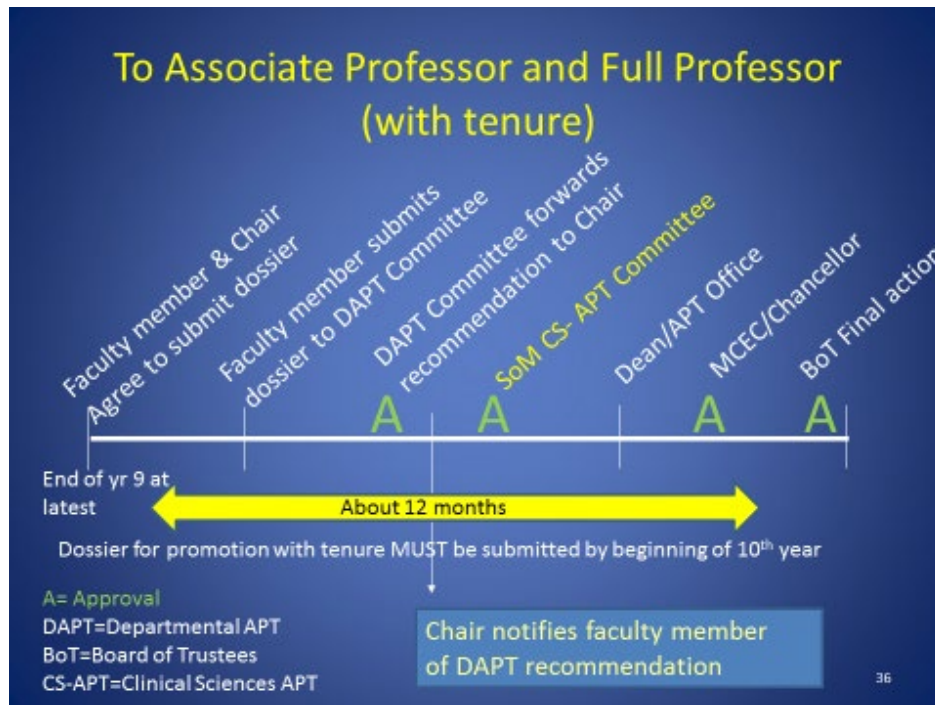 To Associate Professor and Full Professor
(with tenure)
Faculty member & Chair
Agree to submit dossier
Faculty member submits
dossier to DAPT Committee
DAPT Committee forwards
recommendation to Chair
SoM CS- APT Committee
Dean/APT Office
MCEC/Chancellor
BoT Final action
A
A
A
A
End of yr 9 at
latest
About 12 months
Dossier for promotion with tenure MUST be submitted by beginning of 10th year
A= Approval
DAPT=Departmental APT
BoT=Board of Trustees
CS-APT=Clinical Sciences APT
Chair notifies faculty member
of DAPT recommendation
36